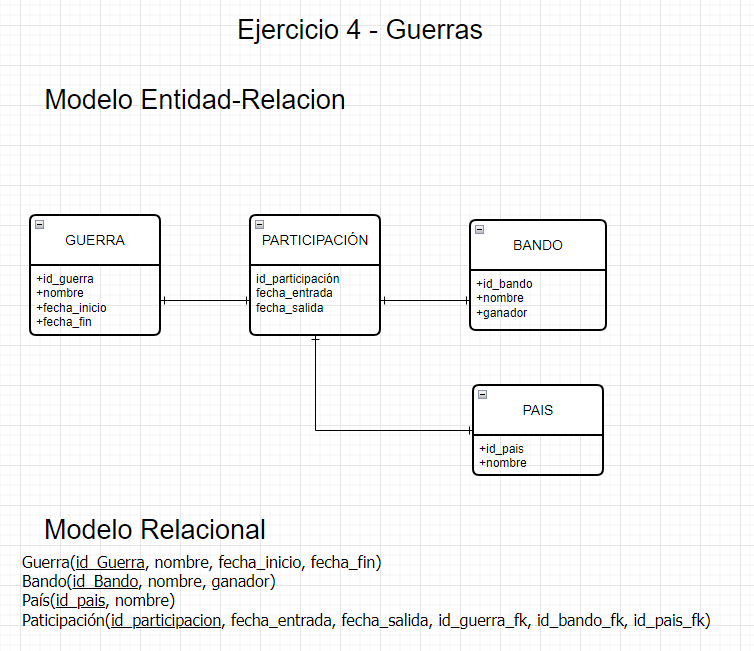 Ejercicio 4 - Guerras
Modelo Entidad-Relacion
GUERRA
+id_guerra
+nombre
+fecha_inicio
+fecha_fin
PARTICIPACIÓN
id_participación
fecha_entrada
fecha_salida
BANDO
+id_bando
+nombre
+ganador
PAIS
+id_pais
+nombre
Modelo Relacional
Guerra(id_Guerra, nombre, fecha_inicio, fecha_fin)
Bando(id_Bando, nombre, ganador)
País(id_pais, nombre)
Paticipación(id_participacion, fecha_entrada, fecha_salida, id_guerra_fk, id_bando_fk, id_pais_fk)